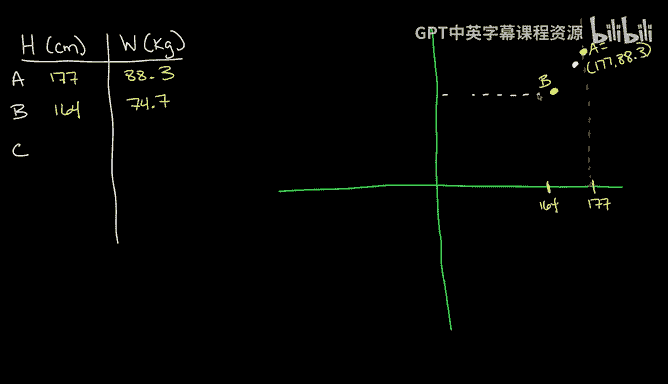 GPT中英字幕课程资源 bilibili
H (cm) W (kg)
A 177 88.3
B 164 74.7
C
A=
(177,88.3)
B
164 177